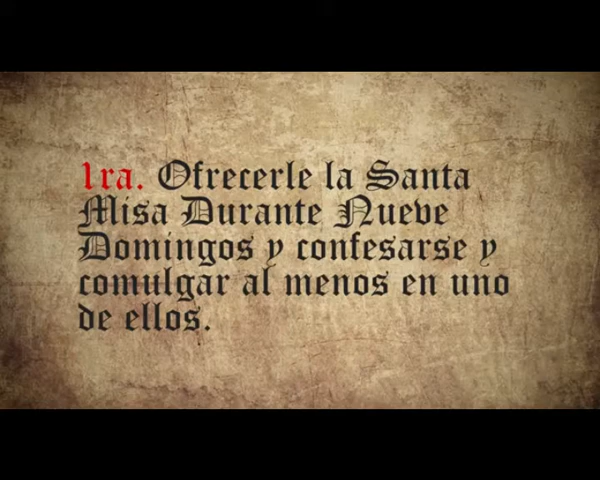 1ra. Ofrecerle la Santa
Misa Durante Nueve
Domingos y confesarse y
comulgar al menos en uno
de ellos.